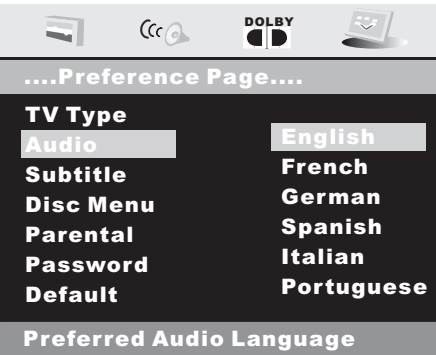 DOLBY
....Preference Page....
TV Type
Audio
Subtitle
Disc Menu
Parental
Password
Default
English
French
German
Spanish
Italian
Portuguese
Preferred Audio Language